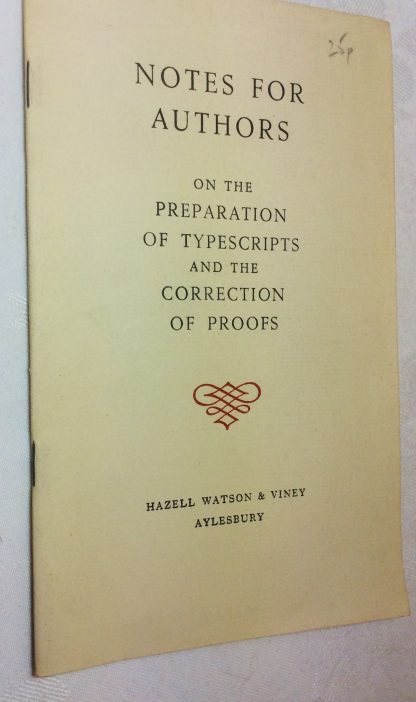 25p
NOTES FOR
AUTHORS
ON THE
PREPARATION
OF TYPESCRIPTS
AND THE
CORRECTION
OF PROOFS
HAZELL WATSON & VINEY
AYLESBURY